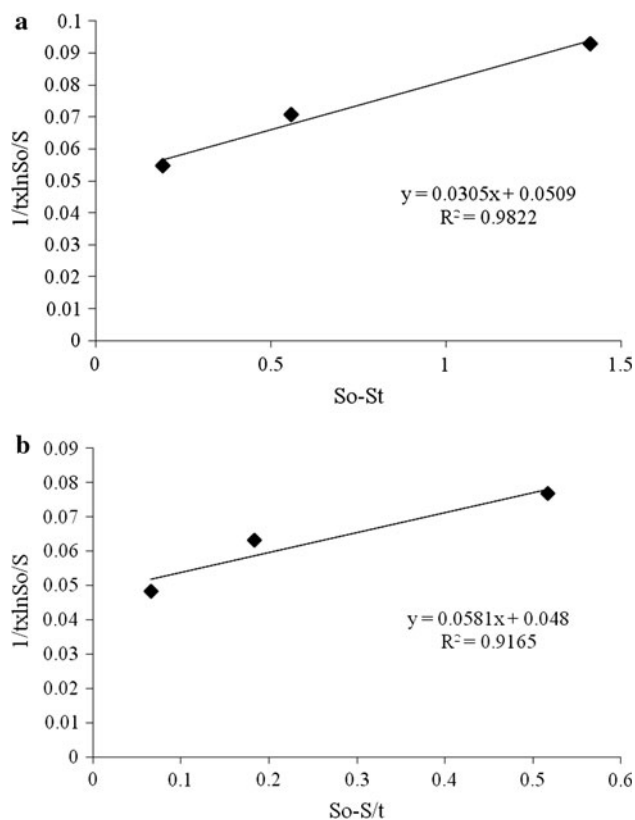 a
0.1
0.09
0.08
0.07
0.06
0.05
0.04
0.03
0.02
0.01
0
1/txlnSo/S
y = 0.0305x + 0.0509
R² = 0.9822
0 0.5 1 1.5
So-St
b
0.09
0.08
0.07
0.06
0.05
0.04
0.03
0.02
0.01
0
1/txlnSo/S
y = 0.0581x + 0.048
R² = 0.9165
0 0.1 0.2 0.3 0.4 0.5 0.6
So-S/t